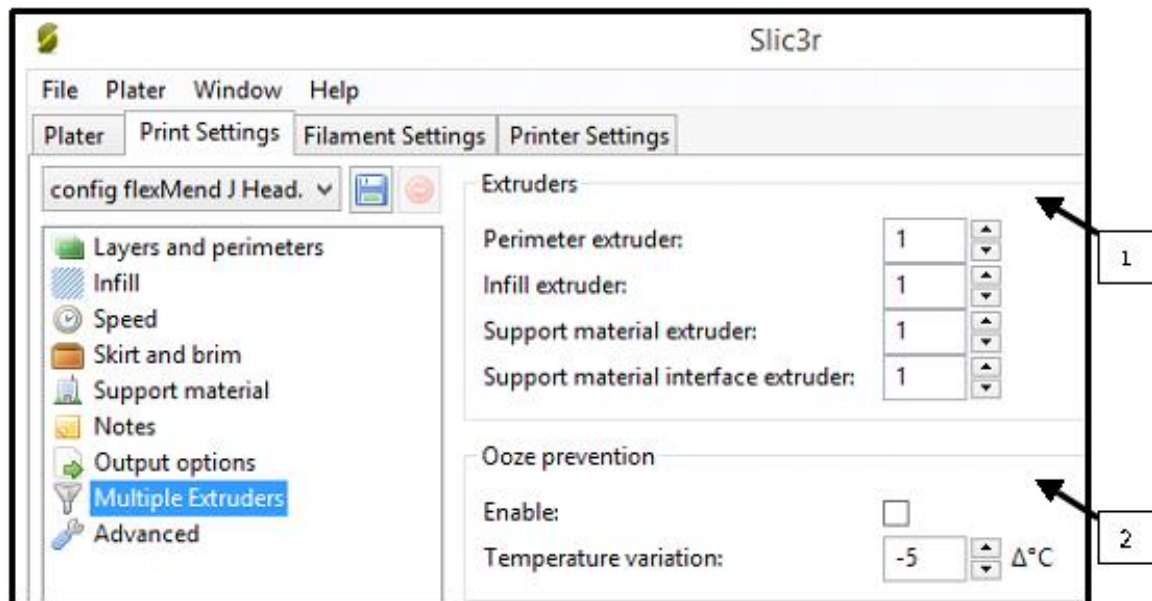 Slic3r
File Plater Window Help
Plater Print Settings Filament Settings Printer Settings
config flexMend J Head.
Layers and perimeters
Infill
Speed
Skirt and brim
Support material
Notes
Output options
Multiple Extruders
Advanced
Extruders
Perimeter extruder: 1
Infill extruder: 1
Support material extruder: 1
Support material interface extruder: 1
Ooze prevention
Enable:
Temperature variation: -5 Δ°C
1
2